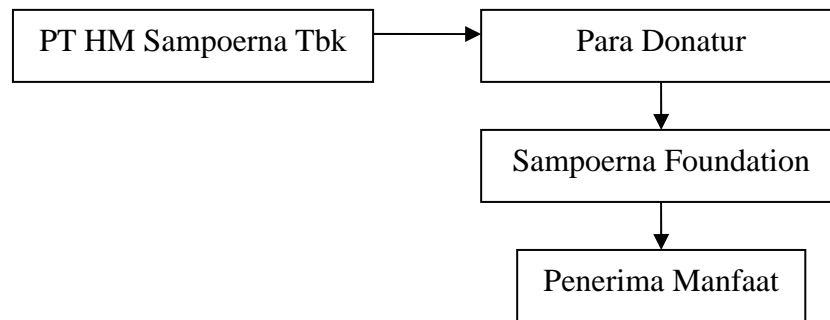 PT HM Sampoerna Tbk
Para Donatur
Sampoerna Foundation
Penerima Manfaat